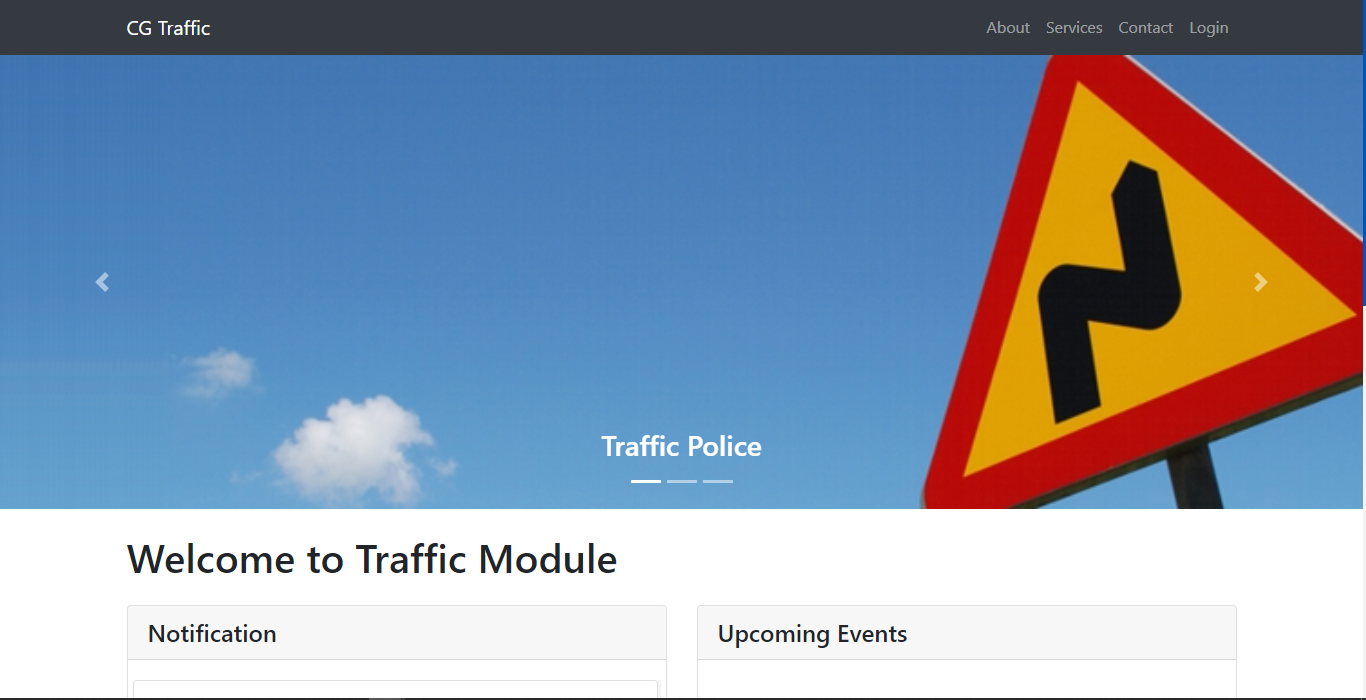 CG Traffic
About Services Contact Login
Traffic Police
Welcome to Traffic Module
Notification
Upcoming Events